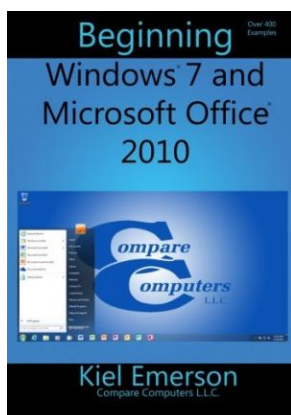 Beginning
Over 400
Examples
Windows® 7 and
Microsoft Office®
2010
Compare
Computers
L.L.C.
Kiel Emerson
Compare Computers L.L.C.